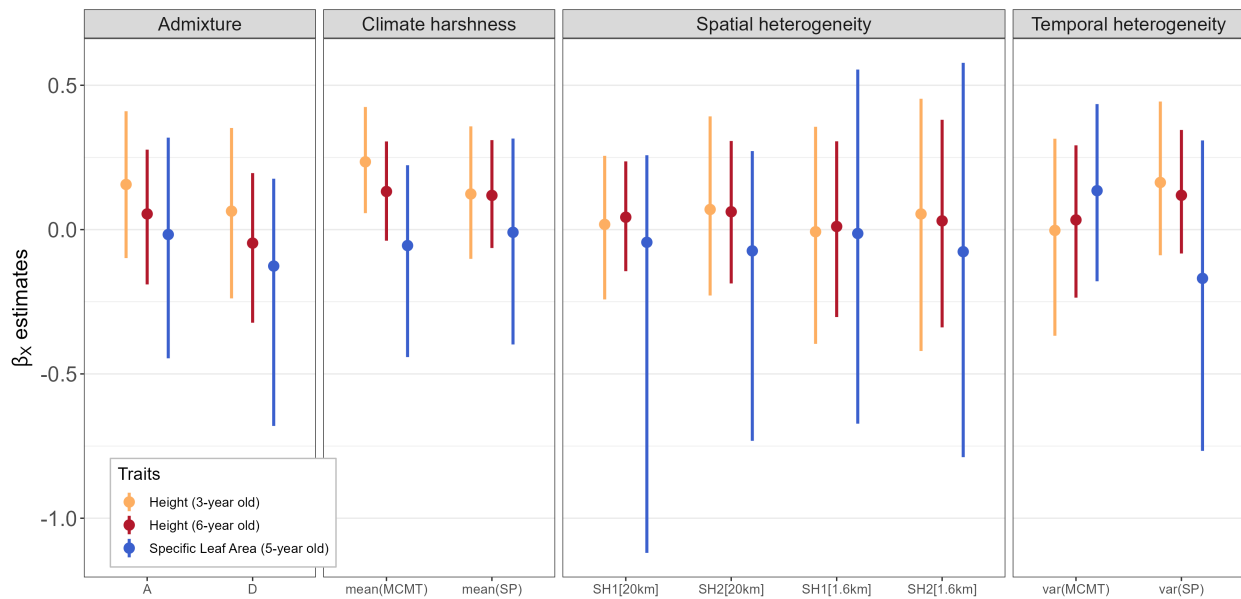 Admixture
Climate harshness
Spatial heterogeneity
Temporal heterogeneity
βX estimates
0.5
0.0
-0.5
-1.0
Traits
Height (3-year old)
Height (6-year old)
Specific Leaf Area (5-year old)
A
D
mean(MCMT)
mean(SP)
SH1[20km]
SH2[20km]
SH1[1.6km]
SH2[1.6km]
var(MCMT)
var(SP)